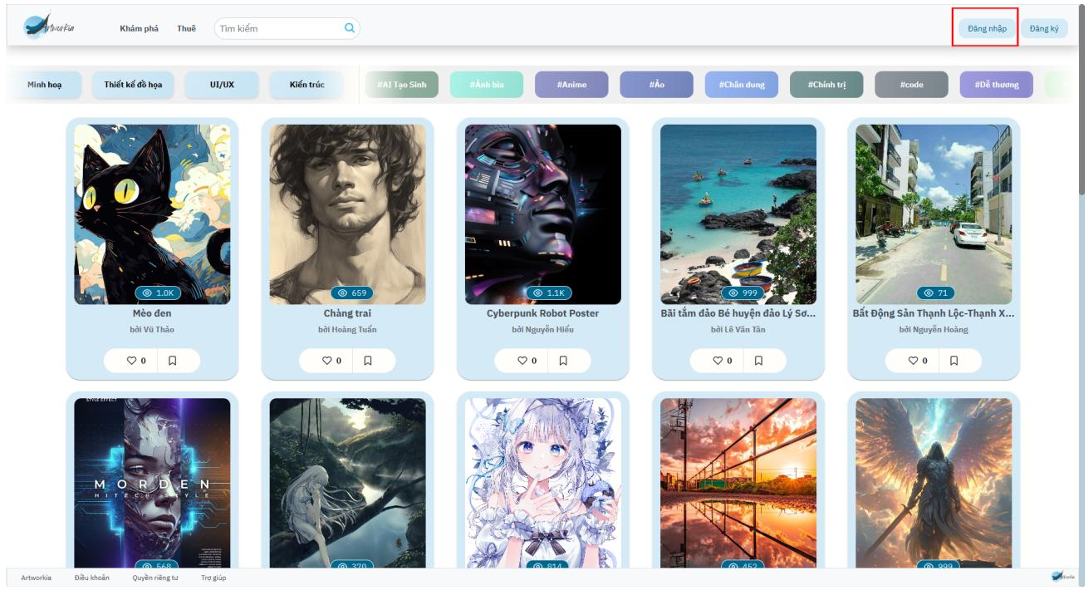 Artworkia
Khám phá
Thuê
Tìm kiếm
Đăng nhập
Đăng ký
Minh hoạ
Thiết kế đồ họa
UI/UX
Kiến trúc
#AI Tạo Sinh
#Ảnh bìa
#Anime
#Áo
#Chân dung
#Chính trị
#code
#Dễ thương
1.0K
659
1.1K
999
71
Mèo đen
Chàng trai
Cyberpunk Robot Poster
Bãi tắm đảo Bé huyện đảo Lý Sơ...
Bất Động Sản Thạnh Lộc-Thạnh X...
bởi Vũ Thảo
bởi Hoàng Tuấn
bởi Nguyễn Hiếu
bởi Lê Văn Tân
bởi Nguyễn Hoàng
0
0
0
0
0
STYLE EFFECT
MORDEN
HITECH STYLE
568
370
814
452
999
Artworkia
Điều khoản
Quyền riêng tư
Trợ giúp